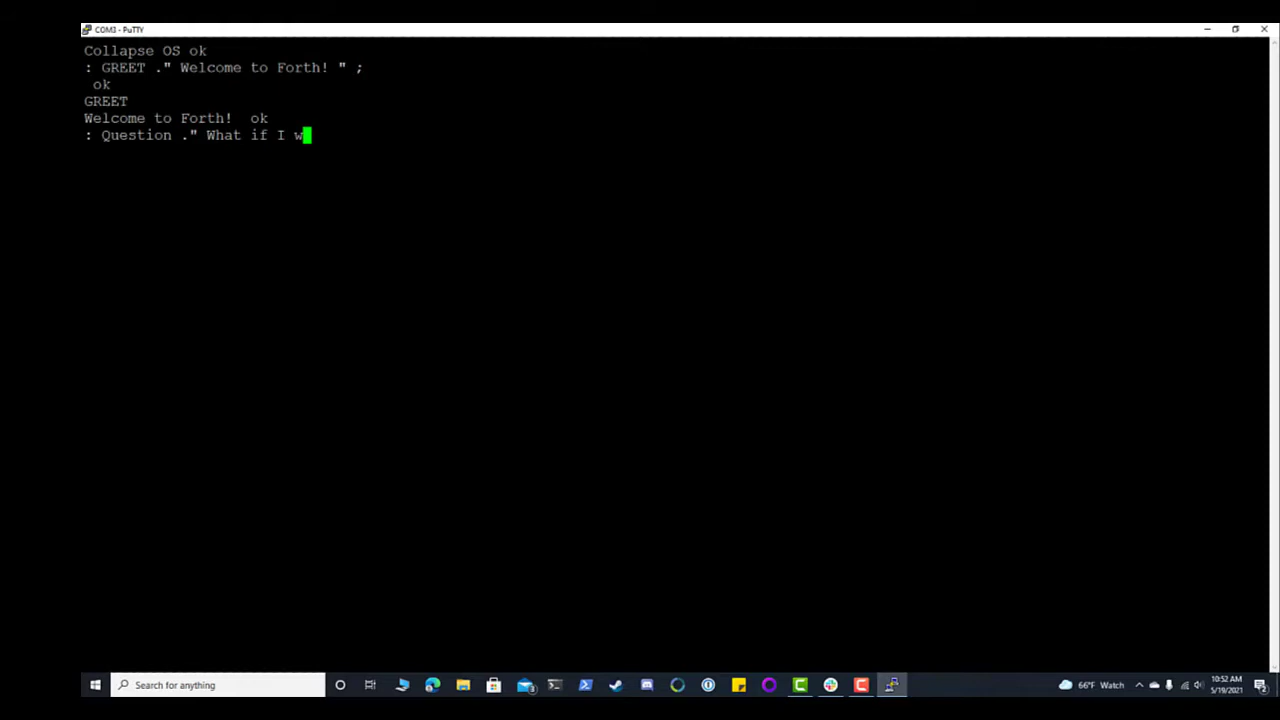 COM3 - PuTTY
Collapse OS ok
: GREET ." Welcome to Forth! " ;
ok
GREET
Welcome to Forth!  ok
: Question ." What if I w
Search for anything
66°F Watch
10:52 AM
5/19/2021